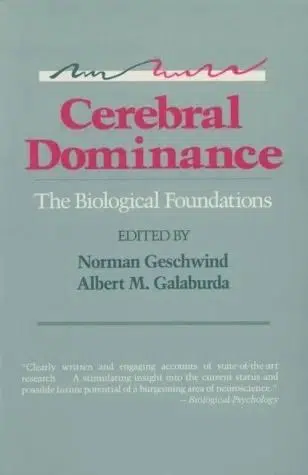 Cerebral
Dominance
The Biological Foundations
EDITED BY
Norman Geschwind
Albert M. Galaburda
"Clearly written and engaging accounts of state-of-the-art
research A stimulating insight into the current status and
possible future potential of a burgeoning area of neuroscience."
— Biological Psychology